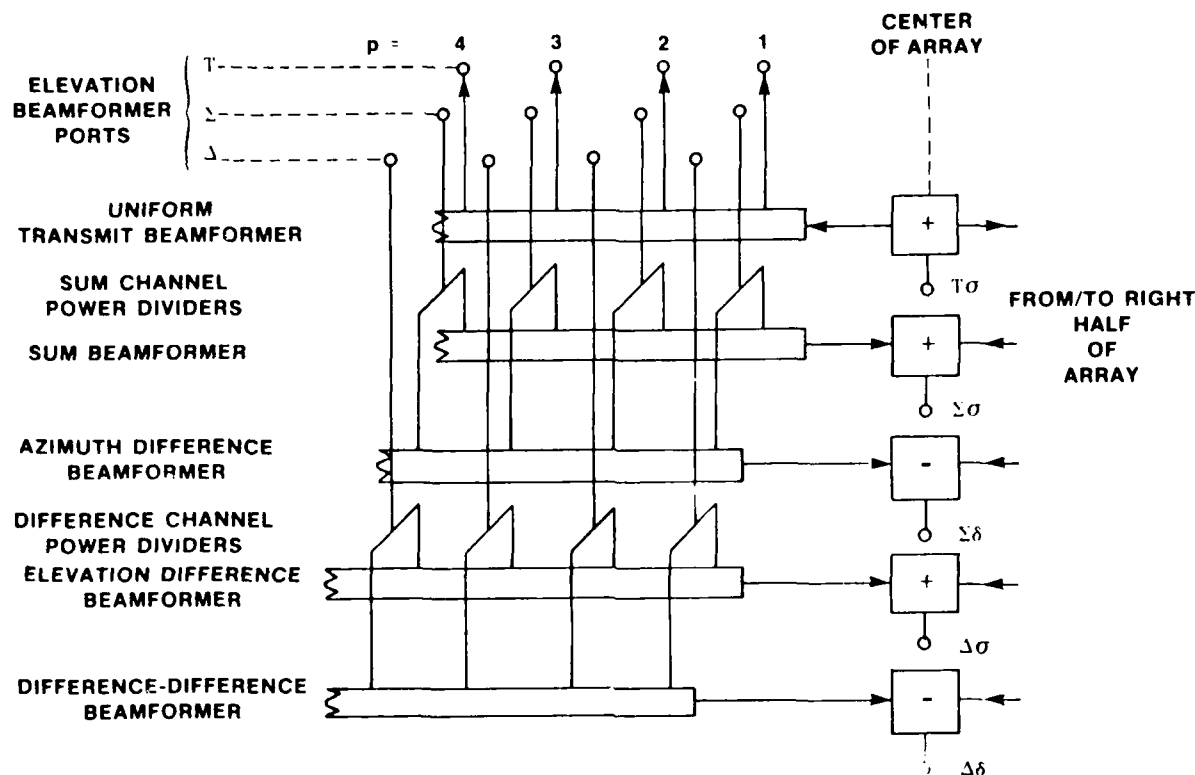 p = 4 3 2 1
CENTER
OF ARRAY
ELEVATION
BEAMFORMER
PORTS
T
Σ
Δ
UNIFORM
TRANSMIT BEAMFORMER
+
Tσ
SUM CHANNEL
POWER DIVIDERS
FROM/TO RIGHT
HALF
OF
ARRAY
SUM BEAMFORMER
+
Σσ
AZIMUTH DIFFERENCE
BEAMFORMER
-
Σδ
DIFFERENCE CHANNEL
POWER DIVIDERS
ELEVATION DIFFERENCE
BEAMFORMER
+
Δσ
DIFFERENCE-DIFFERENCE
BEAMFORMER
-
Δδ